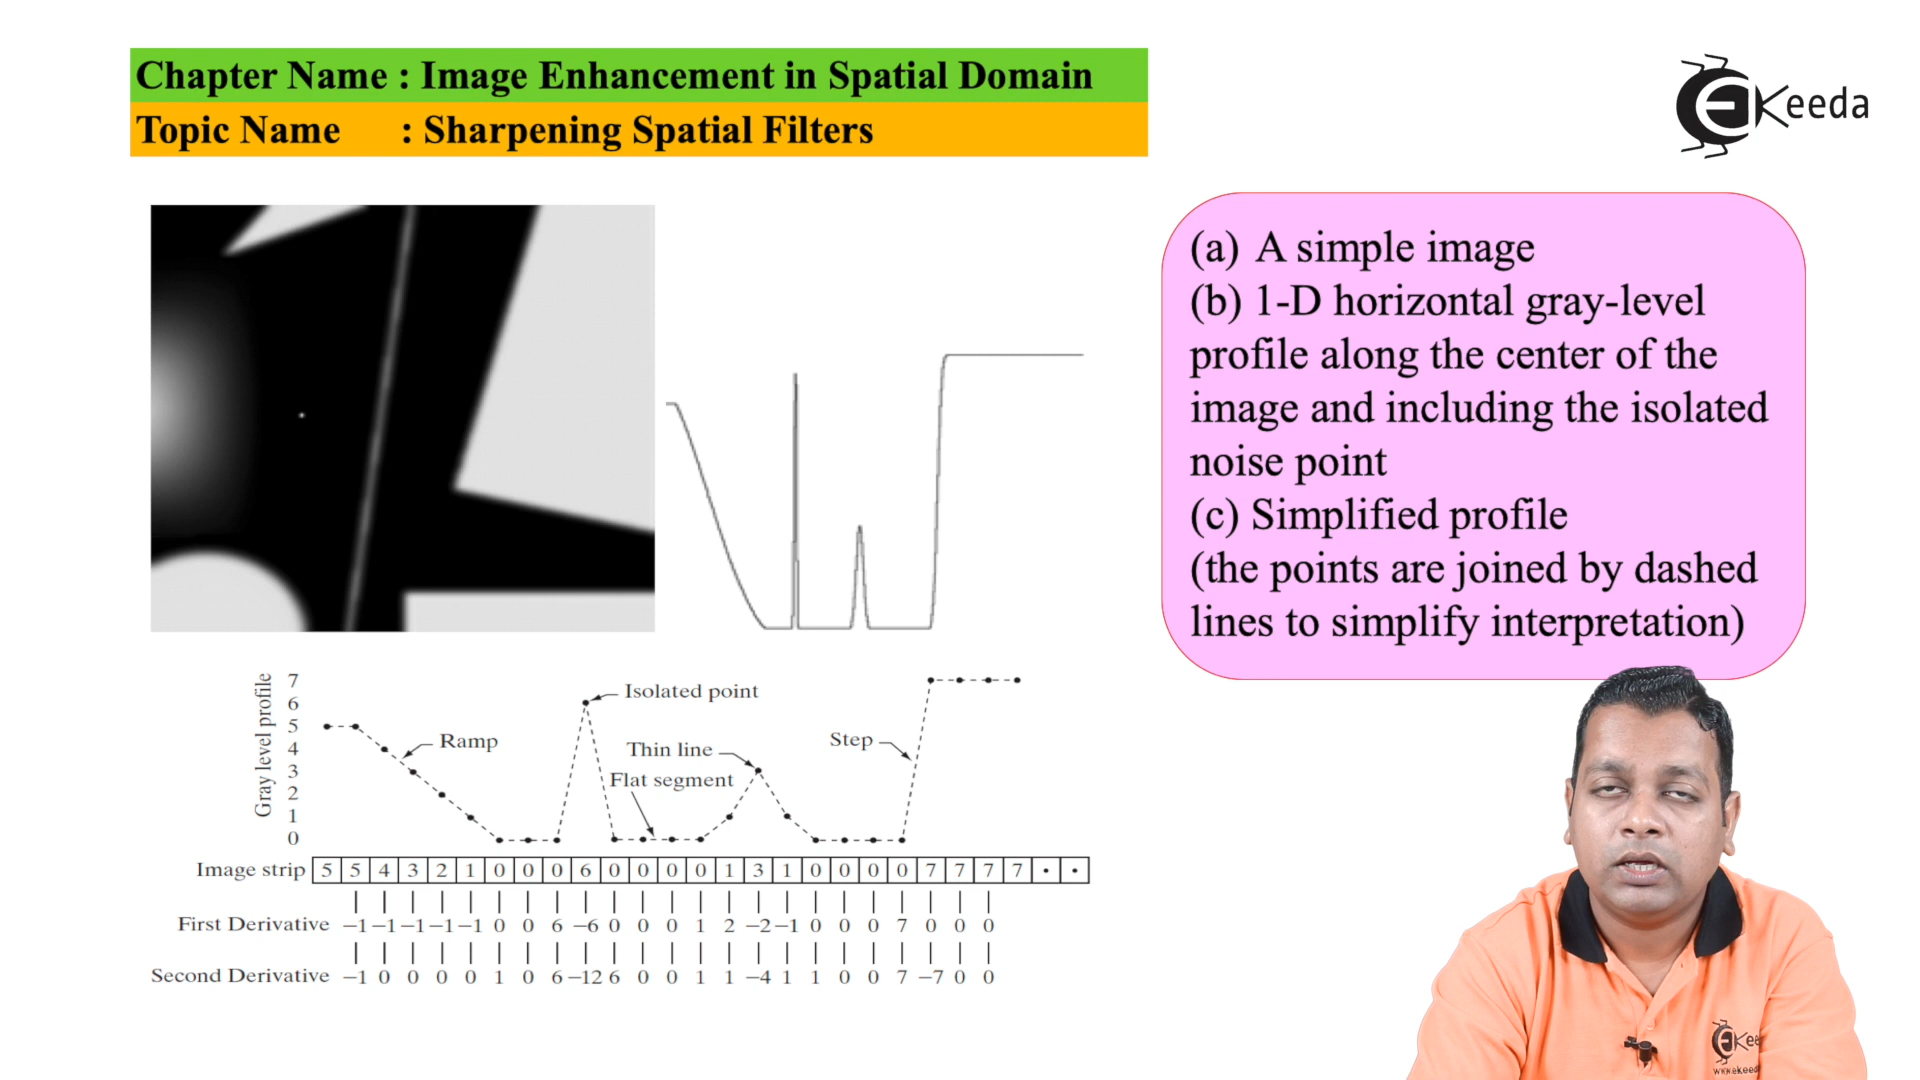 Chapter Name : Image Enhancement in Spatial Domain
Topic Name : Sharpening Spatial Filters
EKeeda
(a) A simple image
(b) 1-D horizontal gray-level
profile along the center of the
image and including the isolated
noise point
(c) Simplified profile
(the points are joined by dashed
lines to simplify interpretation)
Gray level profile
7
6
5
4
3
2
1
0
Isolated point
Ramp
Thin line
Flat segment
Step
Image strip 5 5 4 3 2 1 0 0 0 6 0 0 0 0 1 3 1 0 0 0 0 7 7 7 7 · ·
First Derivative −1 −1 −1 −1 −1 0 0 6 −6 0 0 0 1 2 −2 −1 0 0 0 7 0 0 0
Second Derivative −1 0 0 0 0 1 0 6 −12 6 0 0 1 1 −4 1 1 0 0 7 −7 0 0